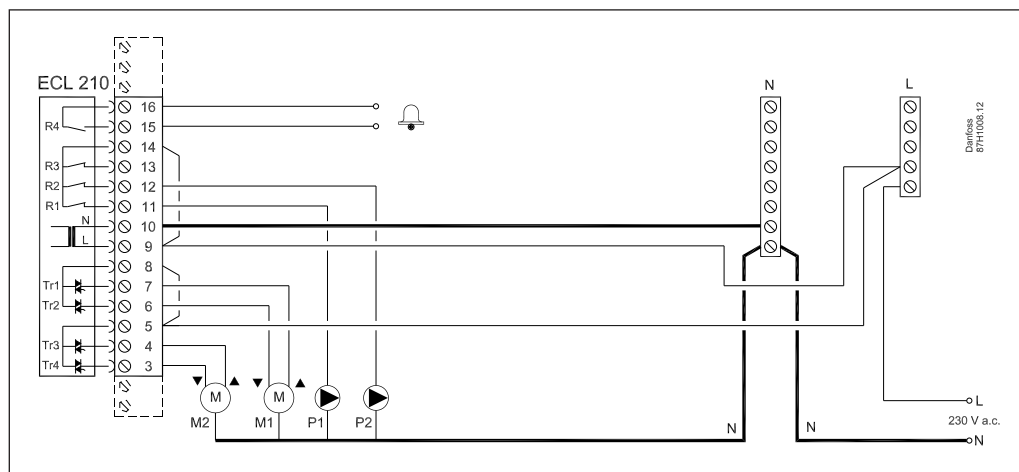 ECL 210
N
L
Danfoss
87H1008.12
R4
R3
R2
R1
N
L
Tr1
Tr2
Tr3
Tr4
16
15
14
13
12
11
10
9
8
7
6
5
4
3
M
M
M2
M1
P1
P2
N
N
L
230 V a.c.
N